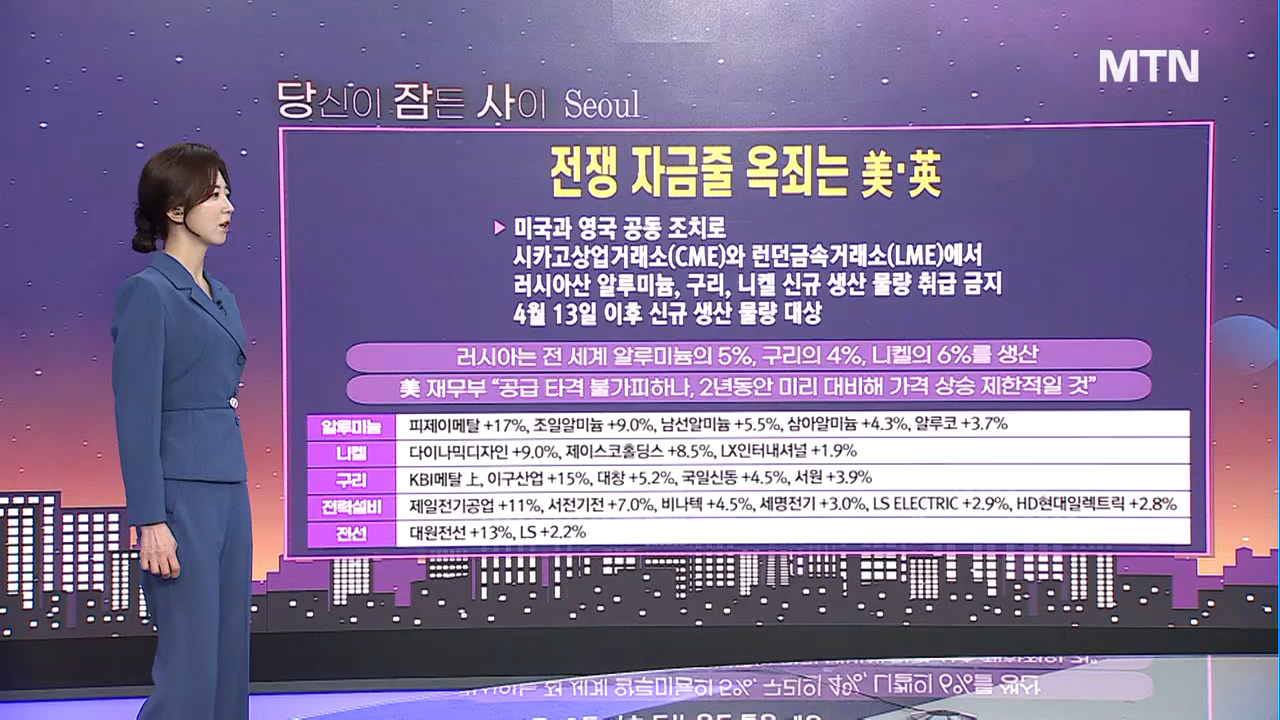 MTN
당신이 잠든 사이 Seoul
전쟁 자금줄 옥죄는 美·英
▶ 미국과 영국 공동 조치로
시카고상업거래소(CME)와 런던금속거래소(LME)에서
러시아산 알루미늄, 구리, 니켈 신규 생산 물량 취급 금지
4월 13일 이후 신규 생산 물량 대상
러시아는 전 세계 알루미늄의 5%, 구리의 4%, 니켈의 6%를 생산
美 재무부 “공급 타격 불가피하나, 2년동안 미리 대비해 가격 상승 제한적일 것”
알루미늄 피제이메탈 +17%, 조일알미늄 +9.0%, 남선알미늄 +5.5%, 삼아알미늄 +4.3%, 알루코 +3.7%
니켈 다이나믹디자인 +9.0%, 제이스코홀딩스 +8.5%, LX인터내셔널 +1.9%
구리 KBI메탈 上, 이구산업 +15%, 대창 +5.2%, 국일신동 +4.5%, 서원 +3.9%
전력설비 제일전기공업 +11%, 서전기전 +7.0%, 비나텍 +4.5%, 세명전기 +3.0%, LS ELECTRIC +2.9%, HD현대일렉트릭 +2.8%
전선 대원전선 +13%, LS +2.2%